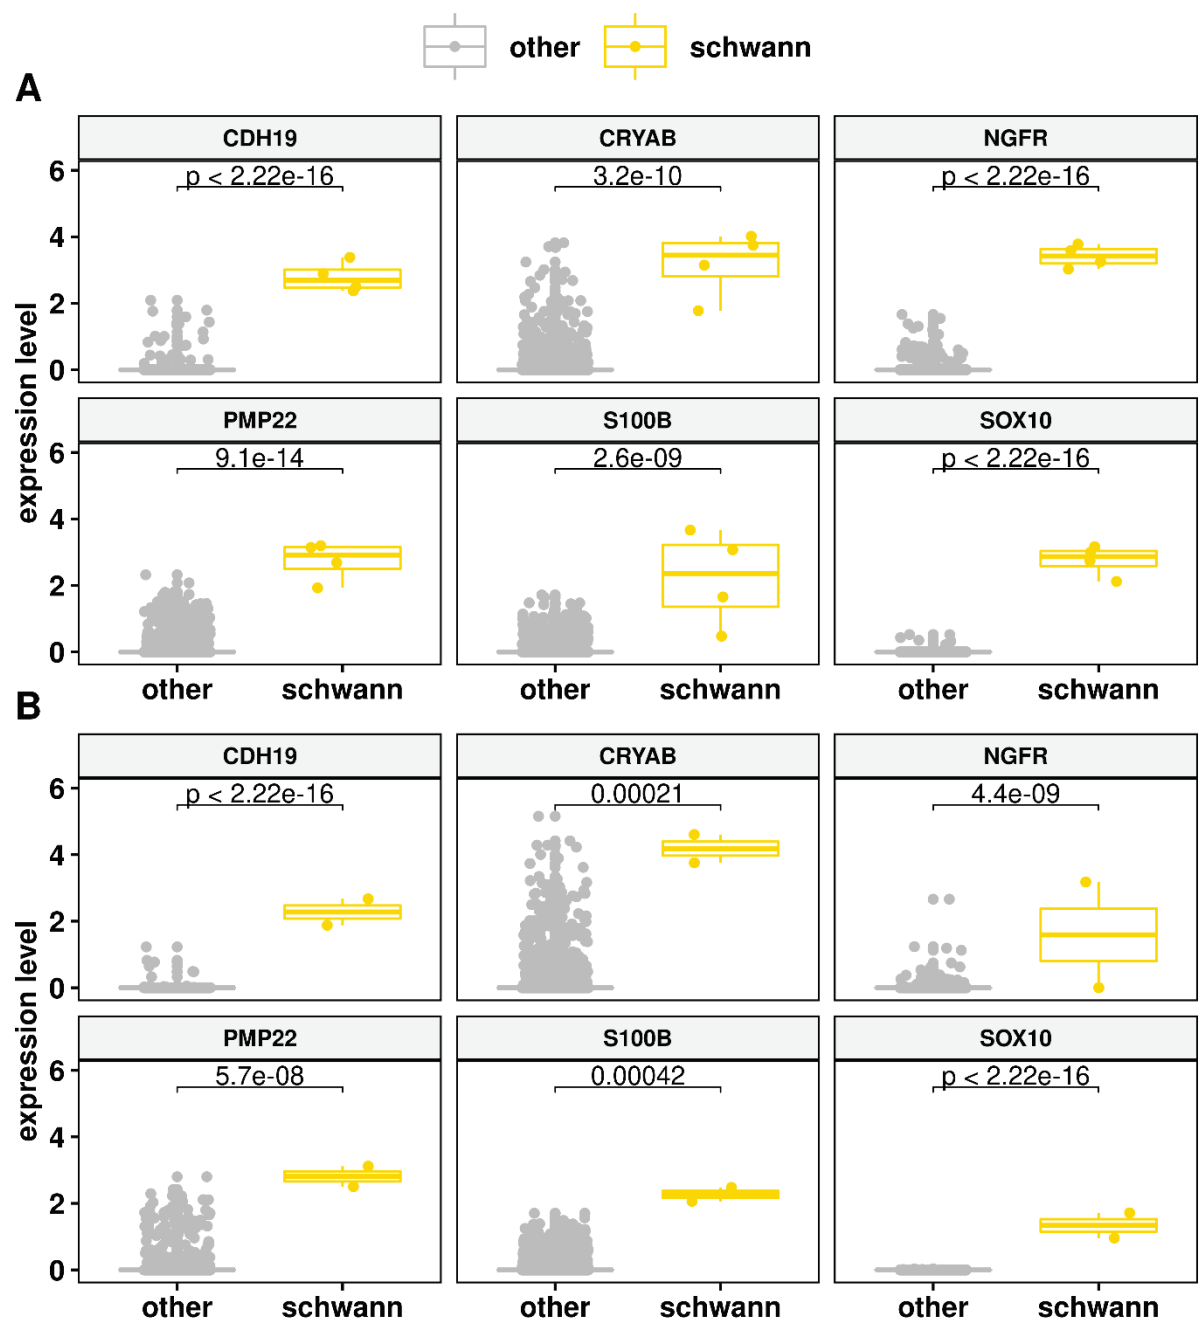 other schwann
A
CDH19 CRYAB NGFR
6 p < 2.22e-16 3.2e-10 p < 2.22e-16
4
2
0
expression level
PMP22 S100B SOX10
6 9.1e-14 2.6e-09 p < 2.22e-16
4
2
0
other schwann other schwann other schwann
B
CDH19 CRYAB NGFR
6 p < 2.22e-16 0.00021 4.4e-09
4
2
0
expression level
PMP22 S100B SOX10
6 5.7e-08 0.00042 p < 2.22e-16
4
2
0
other schwann other schwann other schwann